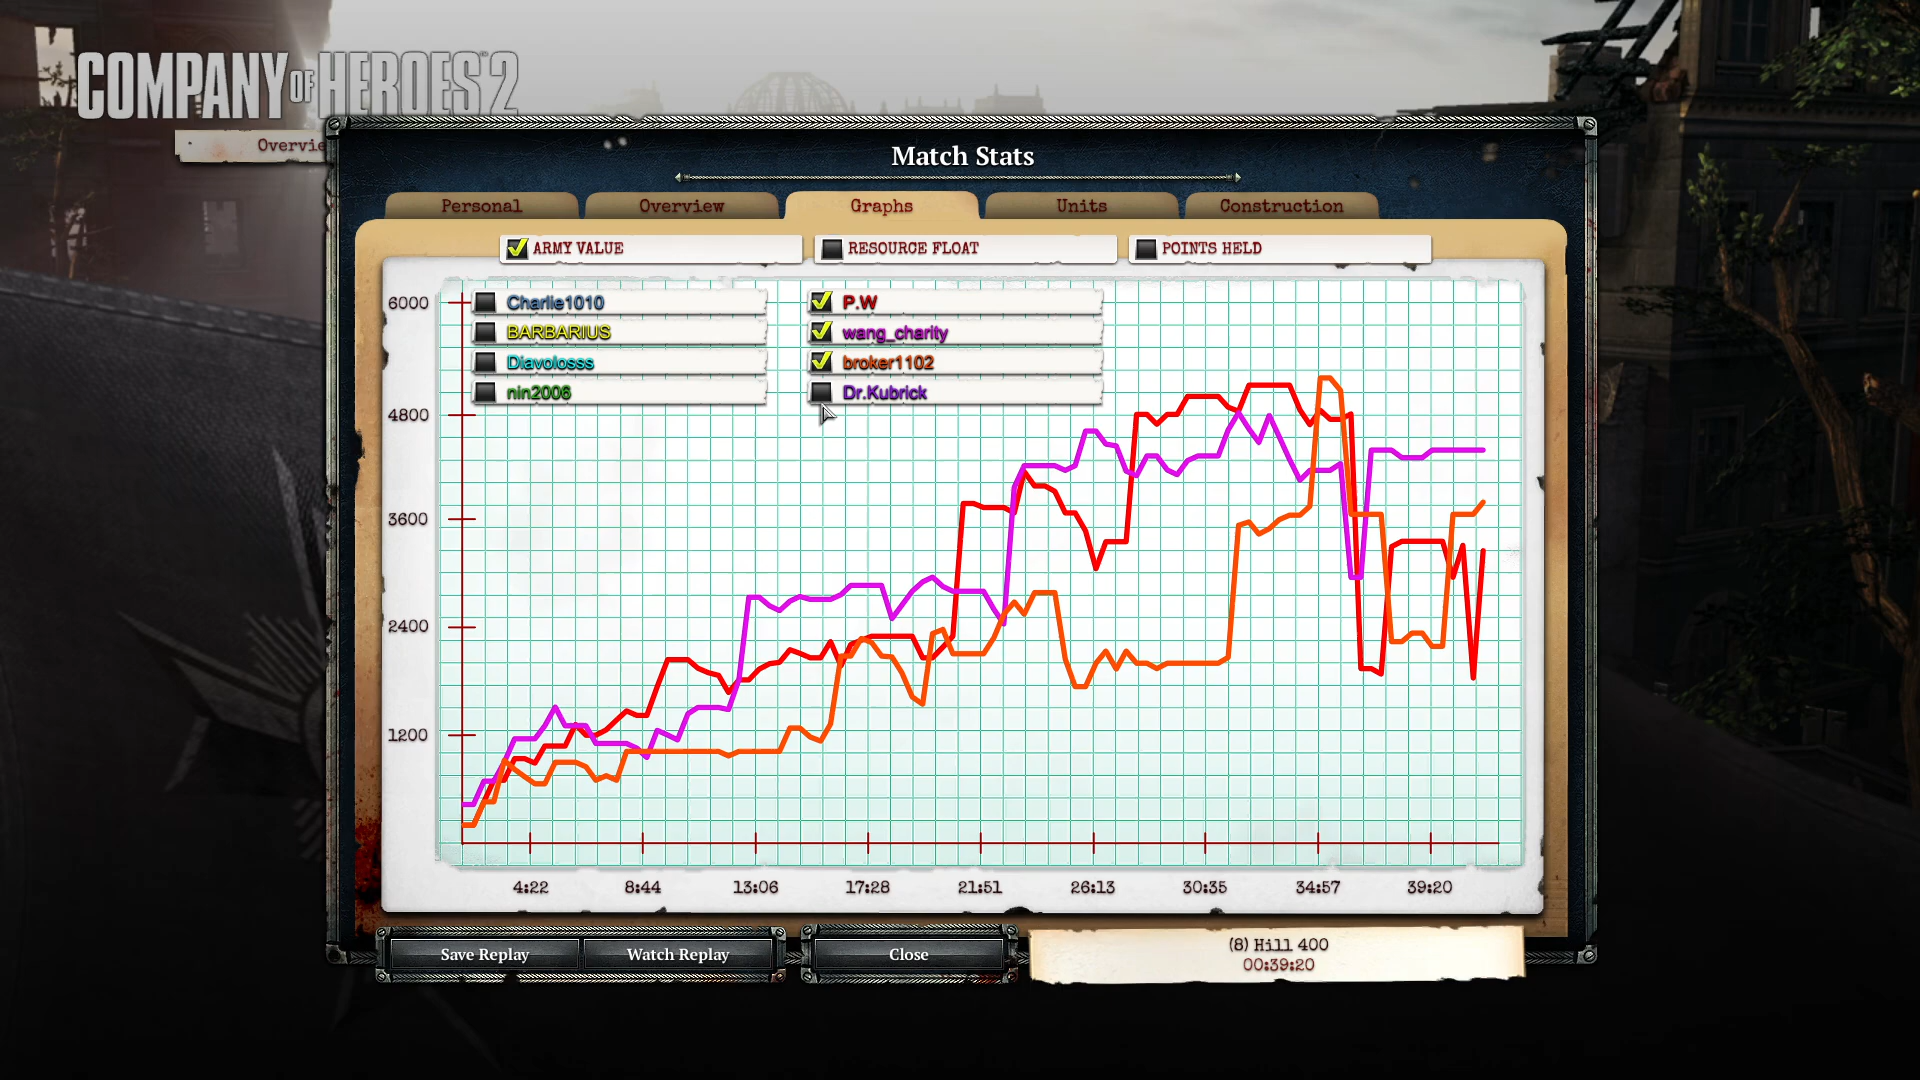 COMPANY OF HEROES™2
Overvie
Match Stats
Personal
Overview
Graphs
Units
Construction
ARMY VALUE
RESOURCE FLOAT
POINTS HELD
Charlie1010
P.W
BARBARIUS
wang_charity
Diavolosss
broker1102
nin2006
Dr.Kubrick
6000
4800
3600
2400
1200
4:22
8:44
13:06
17:28
21:51
26:13
30:35
34:57
39:20
Save Replay
Watch Replay
Close
(8) Hill 400
00:39:20